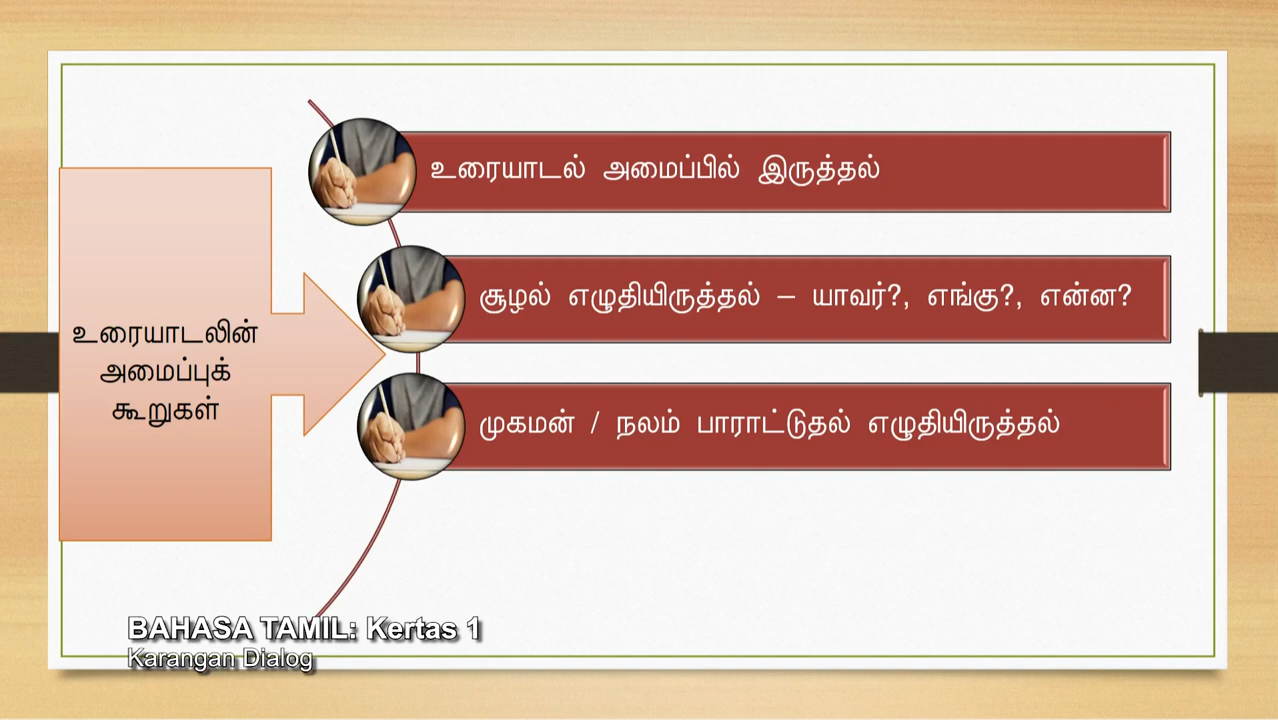 உரையாடலின்
அமைப்புக்
கூறுகள்
உரையாடல் அமைப்பில் இருத்தல்
சூழல் எழுதியிருத்தல் – யாவர்?, எங்கு?, என்ன?
முகமன் / நலம் பாராட்டுதல் எழுதியிருத்தல்
BAHASA TAMIL: Kertas 1
Karangan Dialog